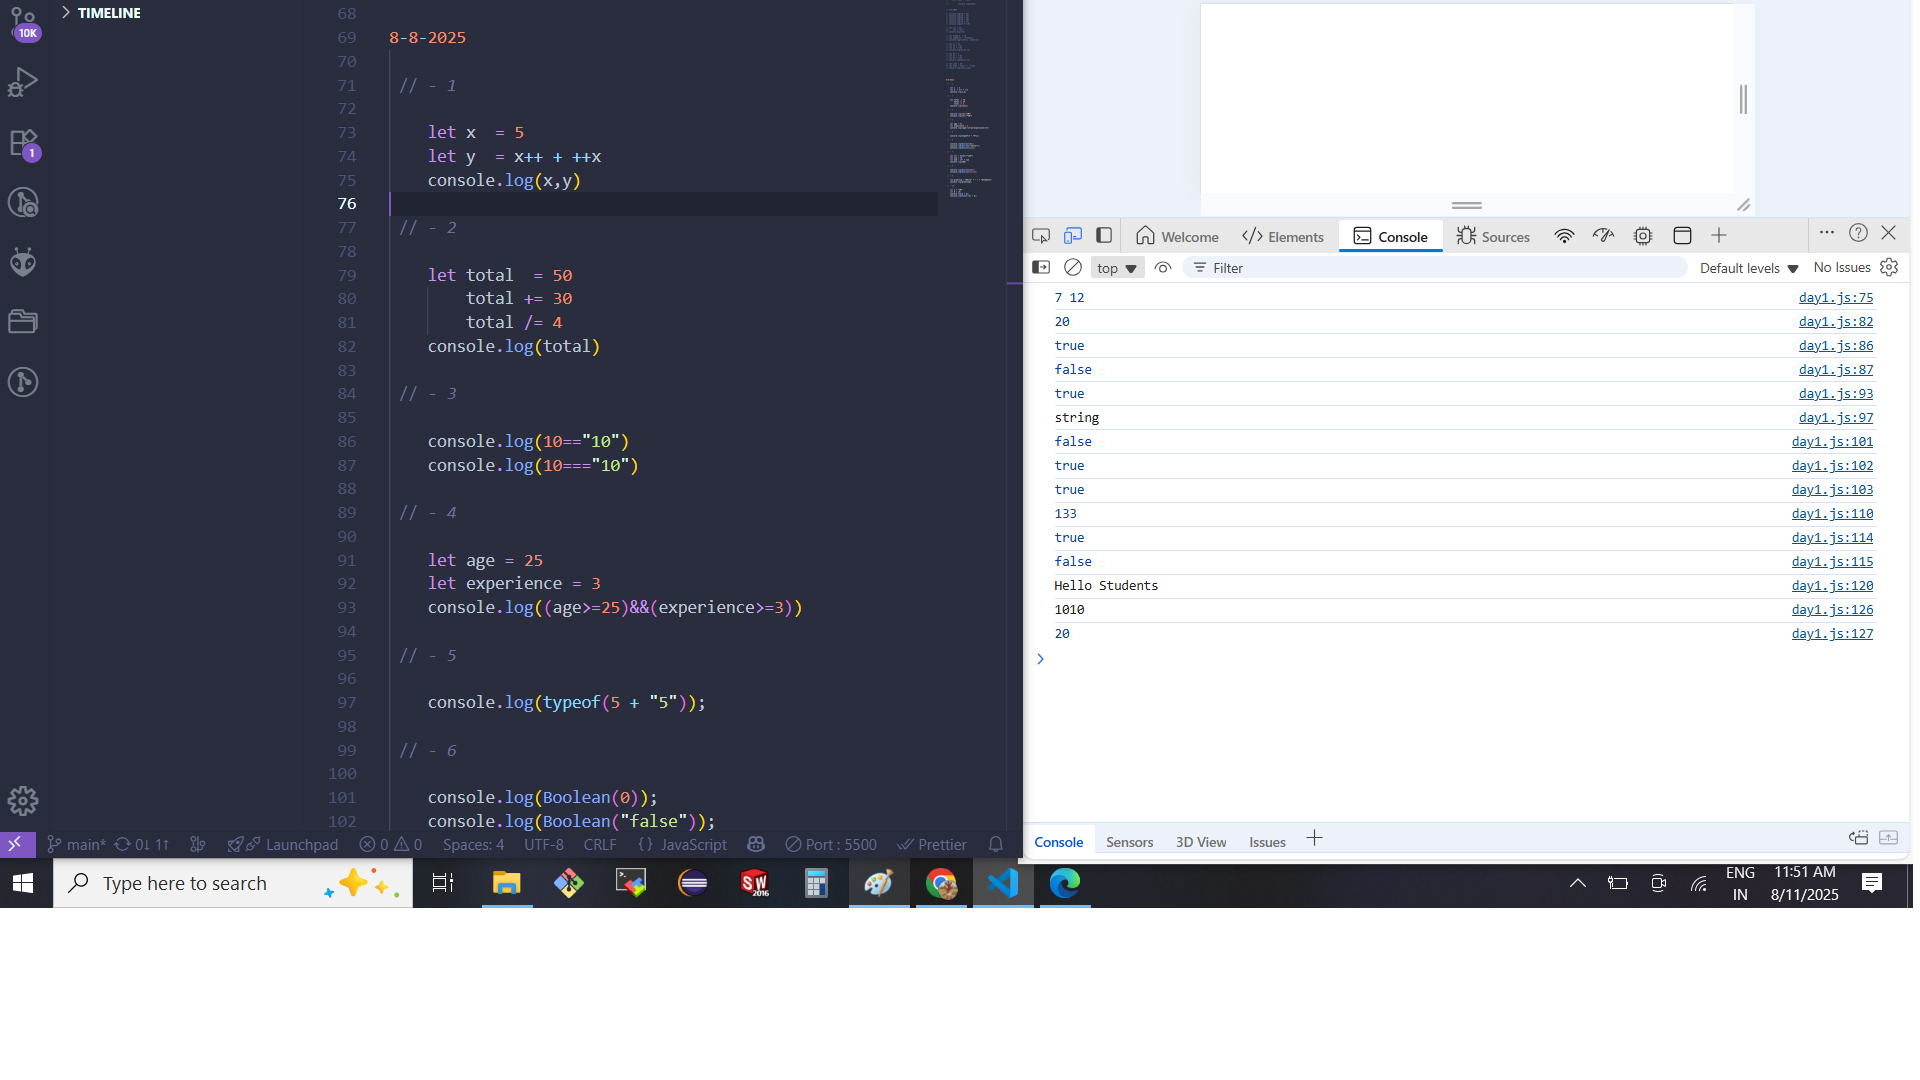 10K
TIMELINE
68
69 8-8-2025
70
71 // - 1
72
73 let x  = 5
74 let y  = x++ + ++x
75 console.log(x,y)
76
77 // - 2
78
79 let total  = 50
80 total += 30
81 total /= 4
82 console.log(total)
83
84 // - 3
85
86 console.log(10=="10")
87 console.log(10==="10")
88
89 // - 4
90
91 let age = 25
92 let experience = 3
93 console.log((age>=25)&&(experience>=3))
94
95 // - 5
96
97 console.log(typeof(5 + "5"));
98
99 // - 6
100
101 console.log(Boolean(0));
102 console.log(Boolean("false"));
1
main* 0↓ 1↑ Launchpad 0 0 Spaces: 4 UTF-8 CRLF {} JavaScript Port : 5500 Prettier
Welcome Elements Console Sources
top Filter Default levels No Issues
7 12 day1.js:75
20 day1.js:82
true day1.js:86
false day1.js:87
true day1.js:93
string day1.js:97
false day1.js:101
true day1.js:102
true day1.js:103
133 day1.js:110
true day1.js:114
false day1.js:115
Hello Students day1.js:120
1010 day1.js:126
20 day1.js:127
Console Sensors 3D View Issues
Type here to search
SW
2016
ENG
IN
11:51 AM
8/11/2025